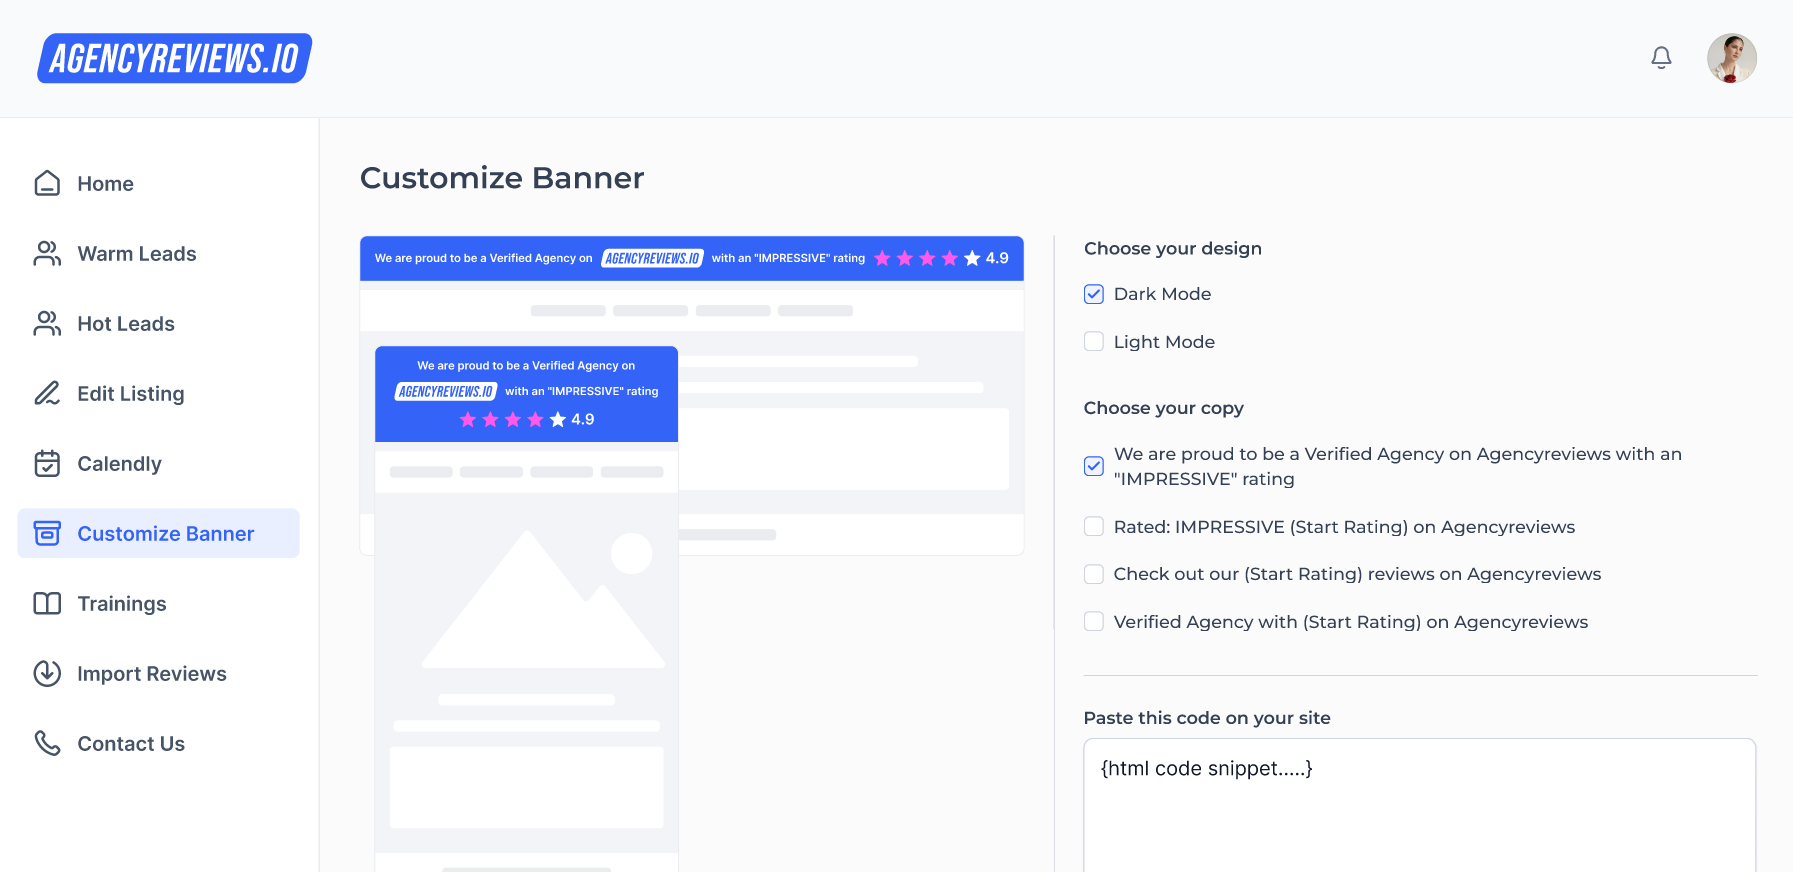 AGENCYREVIEWS.IO
Home
Warm Leads
Hot Leads
Edit Listing
Calendly
Customize Banner
Trainings
Import Reviews
Contact Us
Customize Banner
We are proud to be a Verified Agency on AGENCYREVIEWS.IO with an "IMPRESSIVE" rating 4.9
We are proud to be a Verified Agency on
AGENCYREVIEWS.IO with an "IMPRESSIVE" rating
4.9
Choose your design
Dark Mode
Light Mode
Choose your copy
We are proud to be a Verified Agency on Agencyreviews with an
"IMPRESSIVE" rating
Rated: IMPRESSIVE (Start Rating) on Agencyreviews
Check out our (Start Rating) reviews on Agencyreviews
Verified Agency with (Start Rating) on Agencyreviews
Paste this code on your site
{html code snippet.....}